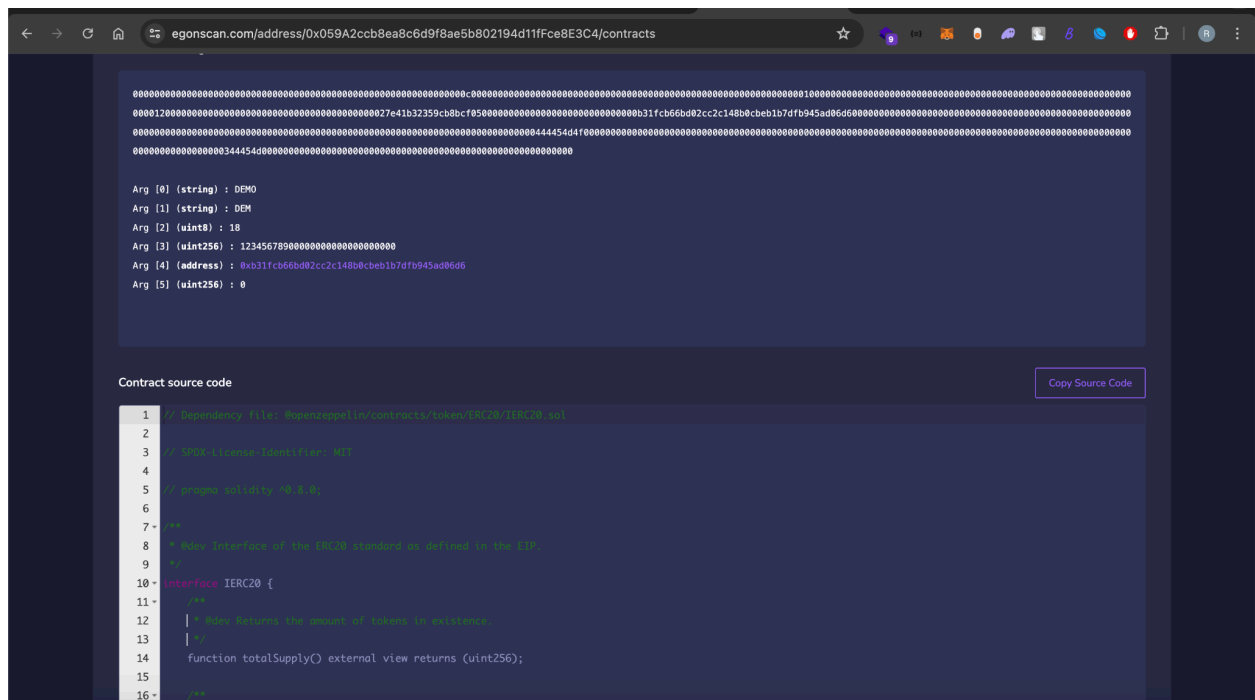 egonscan.com/address/0x059A2ccb8ea8c6d9f8ae5b802194d11fFce8E3C4/contracts
9
R
Arg [0] (string) : DEMO
Arg [1] (string) : DEM
Arg [2] (uint8) : 18
Arg [3] (uint256) : 1234567890000000000000000000
Arg [4] (address) : 0xb31fcb66bd02cc2c148b0cbeb1b7dfb945ad06d6
Arg [5] (uint256) : 0
Contract source code
Copy Source Code
1 // Dependency file: @openzeppelin/contracts/token/ERC20/IERC20.sol
2
3 // SPDX-License-Identifier: MIT
4
5 // pragma solidity ^0.8.0;
6
7 /**
8 * @dev Interface of the ERC20 standard as defined in the EIP.
9 */
10 interface IERC20 {
11 /**
12 * @dev Returns the amount of tokens in existence.
13 */
14 function totalSupply() external view returns (uint256);
15
16 /**